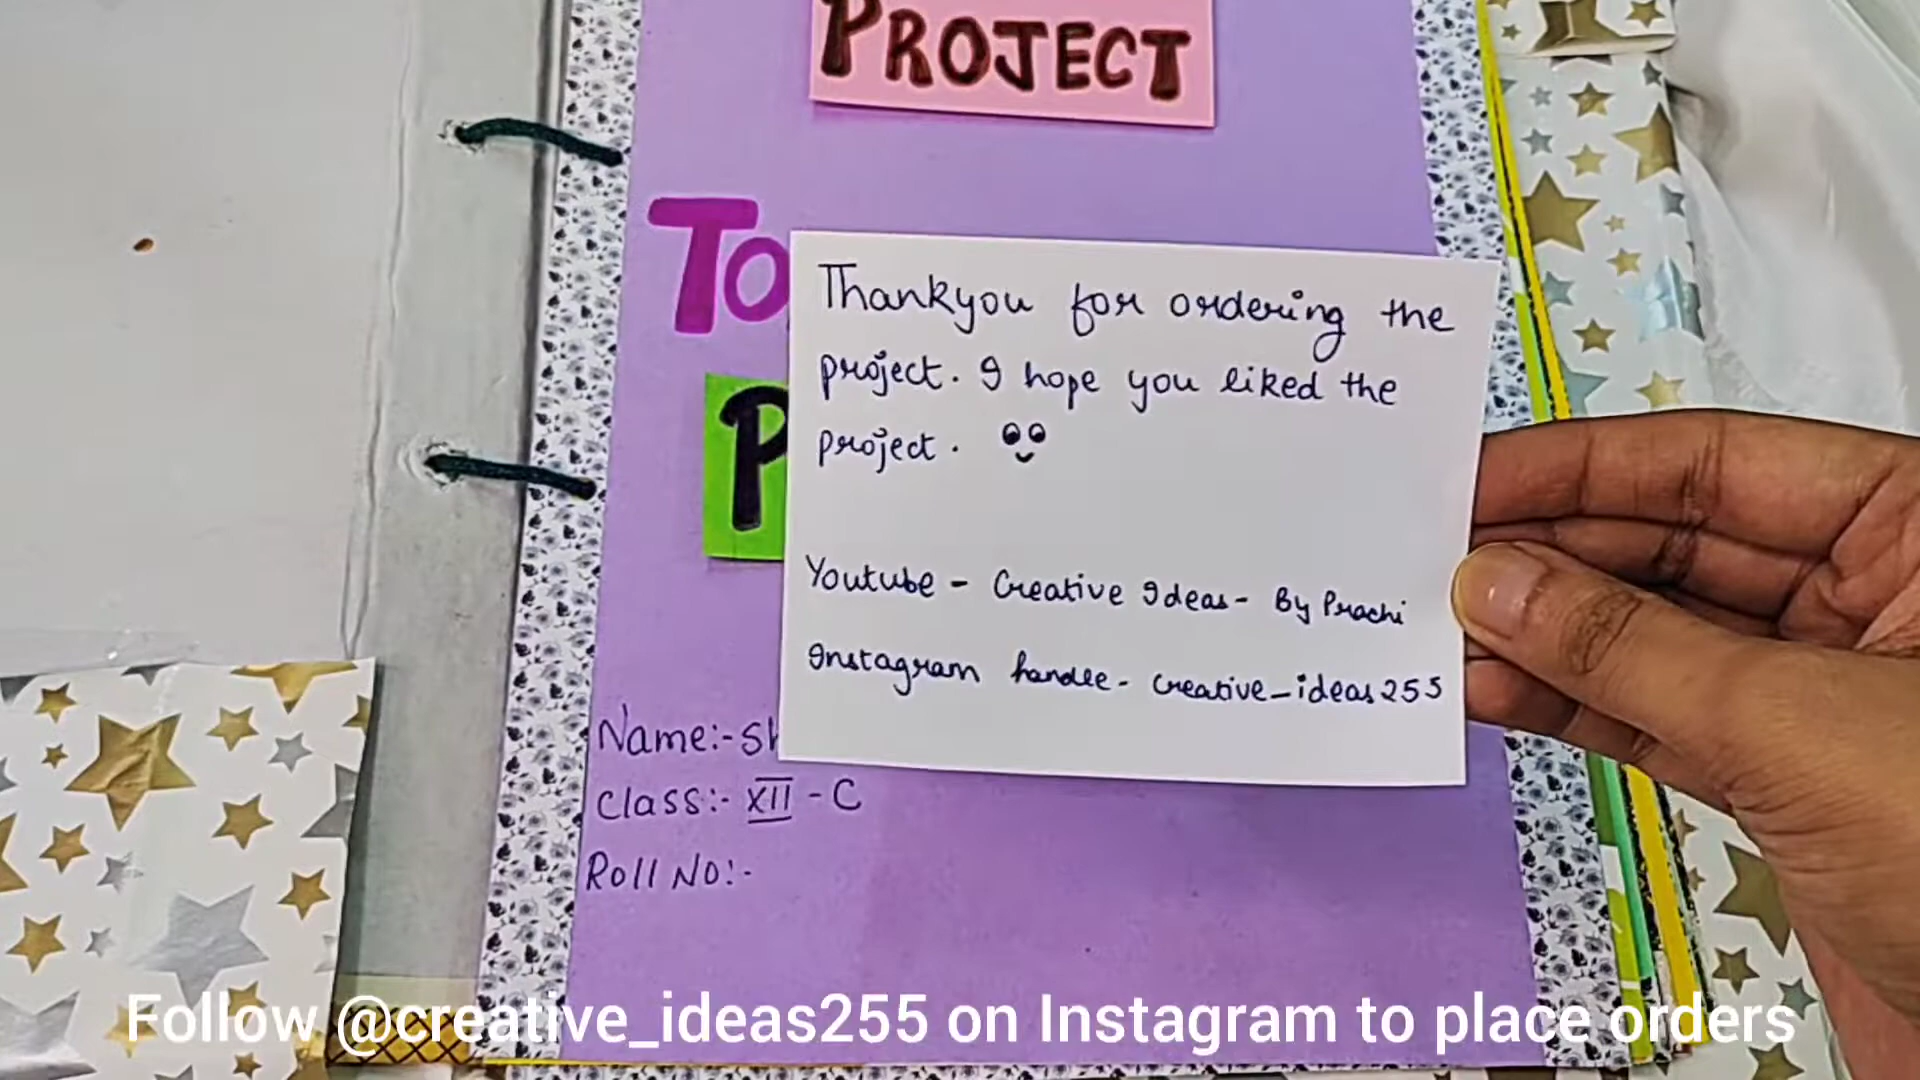 PROJECT
Thankyou for ordering the
project. I hope you liked the
project.
Youtube - Creative Ideas - By Prachi
Instagram handle - creative_ideas255
Name:-
Class:- XII - C
Roll No:-
Follow @creative_ideas255 on Instagram to place orders